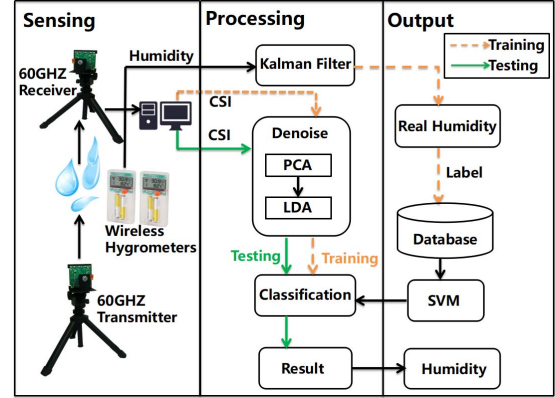 Sensing
Processing
Output
Training
Testing
60GHZ
Receiver
Humidity
Kalman Filter
CSI
CSI
Real Humidity
Denoise
PCA
LDA
Label
Wireless
Hygrometers
Database
Testing
Training
60GHZ
Transmitter
Classification
SVM
Result
Humidity